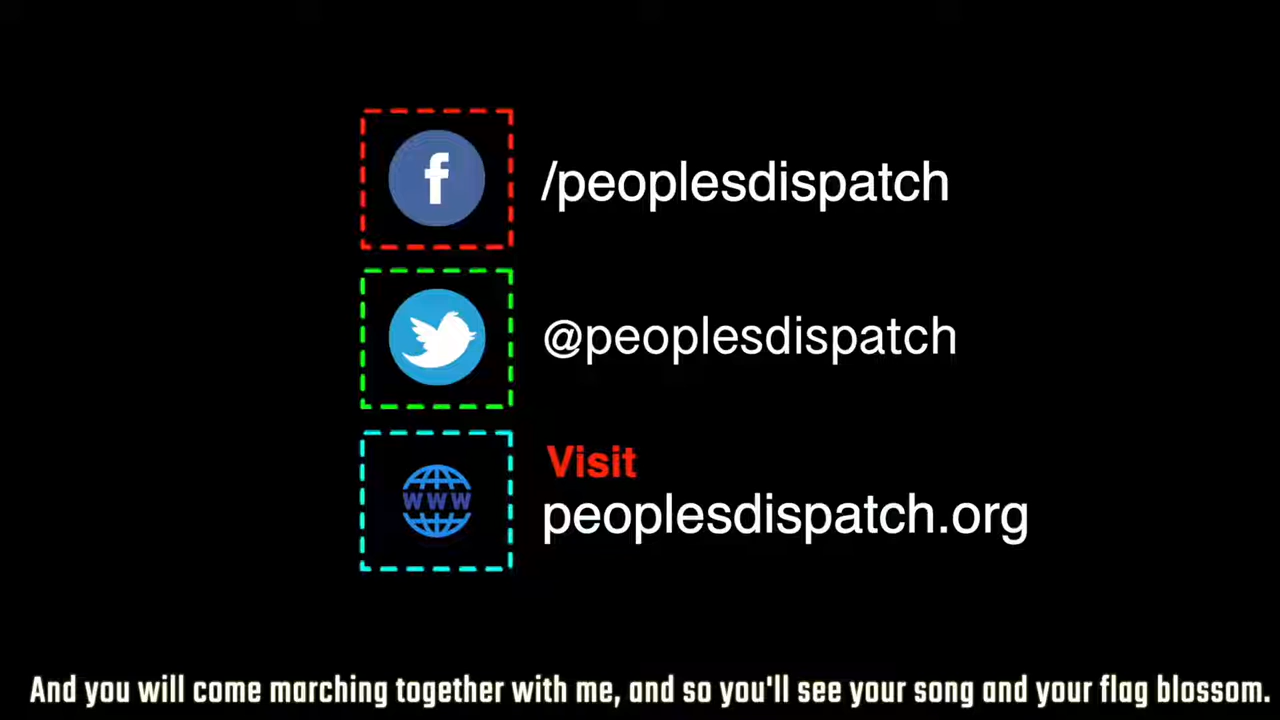 f
/peoplesdispatch
@peoplesdispatch
Visit
WWW
peoplesdispatch.org
And you will come marching together with me, and so you'll see your song and your flag blossom.